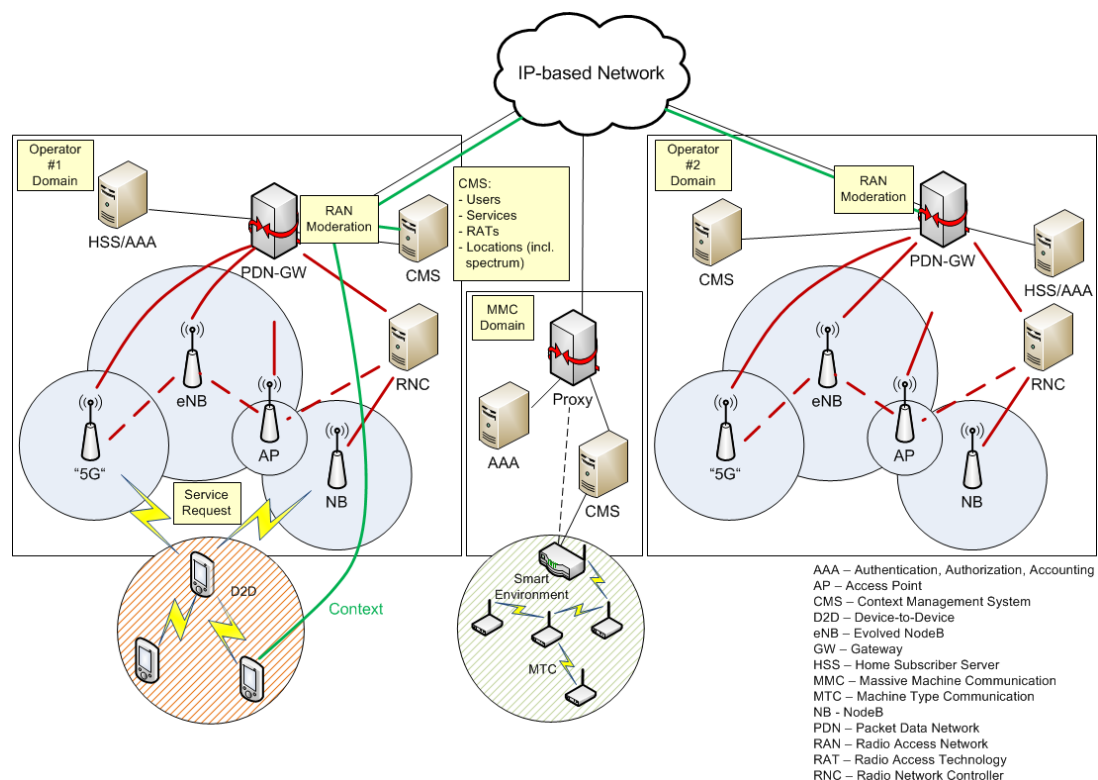 IP-based Network
Operator
#1
Domain
HSS/AAA
PDN-GW
RAN
Moderation
CMS
CMS:
- Users
- Services
- RATs
- Locations (incl.
spectrum)
RNC
eNB
"5G"
AP
NB
Service
Request
D2D
Context
MMC
Domain
Proxy
AAA
CMS
Smart
Environment
MTC
Operator
#2
Domain
RAN
Moderation
CMS
PDN-GW
HSS/AAA
RNC
eNB
"5G"
AP
NB
AAA – Authentication, Authorization, Accounting
AP – Access Point
CMS – Context Management System
D2D – Device-to-Device
eNB – Evolved NodeB
GW – Gateway
HSS – Home Subscriber Server
MMC – Massive Machine Communication
MTC – Machine Type Communication
NB - NodeB
PDN – Packet Data Network
RAN – Radio Access Network
RAT – Radio Access Technology
RNC – Radio Network Controller